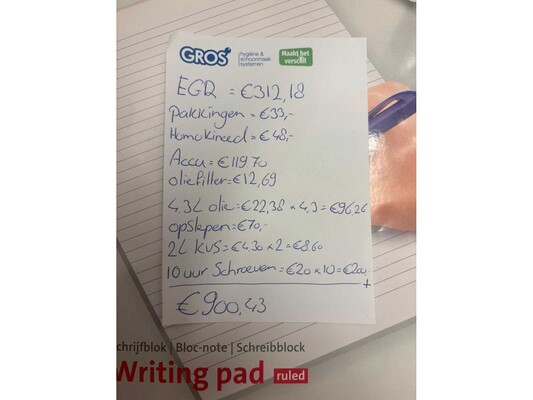 GROS
hygiëne &
schoonmaak
systemen
Maakt het
verschil
EGR = €312,18
Pakkingen = €33,-
Homokineed = €48,-
Accu = €119.70
oliefilter = €12,69
4,3L olie = €22,38 x 4,3 = €96,26
opslepen = €70,-
2L KVS = €4.30 x 2 = €8.60
10 uur Schroeven = €20 x 10 = €200
+
€900,43
chrijfblok | Bloc-note | Schreibblock
Writing pad ruled